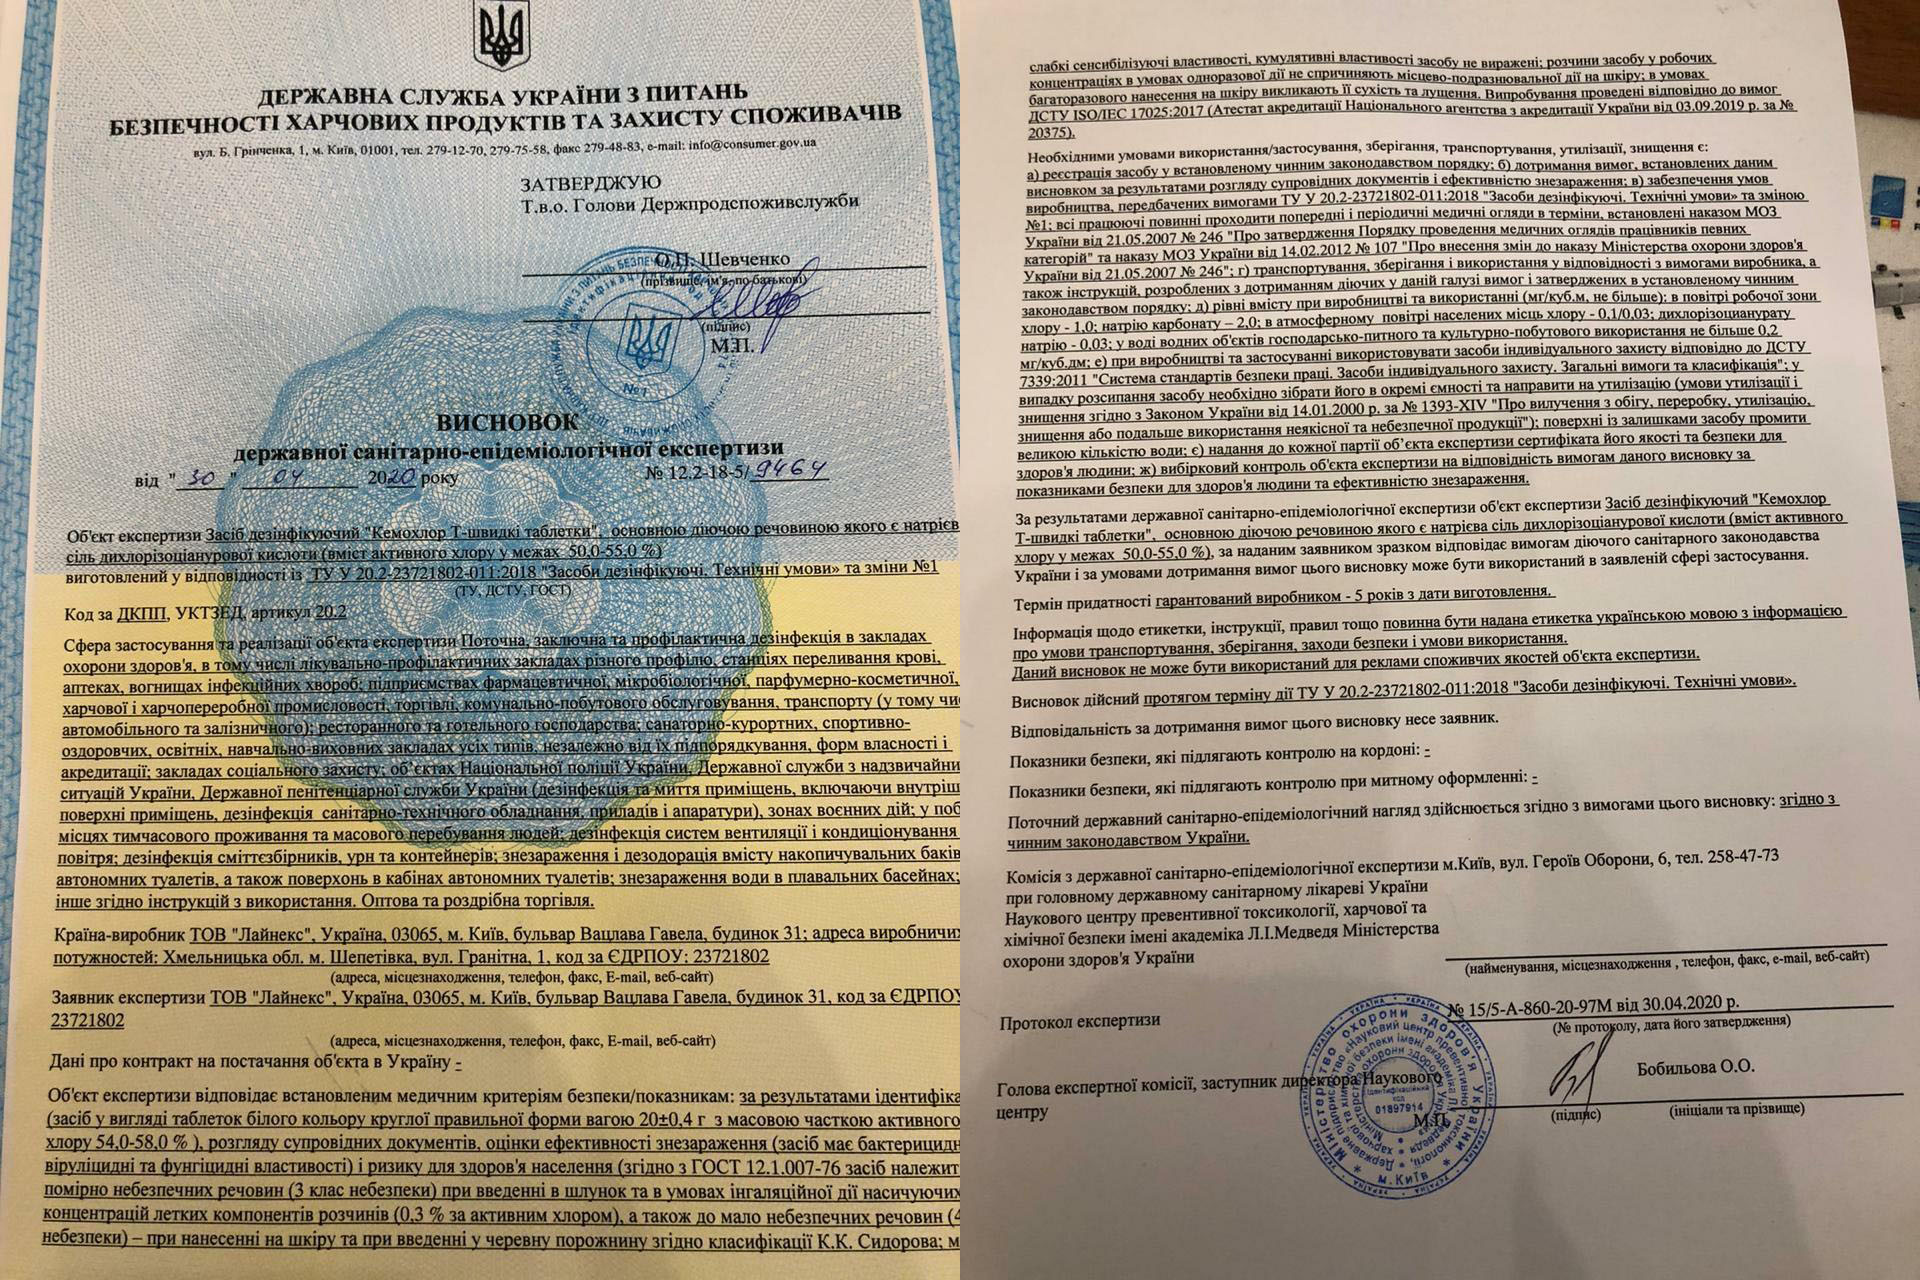 ДЕРЖАВНА СЛУЖБА УКРАЇНИ З ПИТАНЬ
БЕЗПЕЧНОСТІ ХАРЧОВИХ ПРОДУКТІВ ТА ЗАХИСТУ СПОЖИВАЧІВ
вул. Б. Грінченка, 1, м. Київ, 01001, тел. 279-12-70, 279-75-58, факс 279-48-83, e-mail: info@consumer.gov.ua
ЗАТВЕРДЖУЮ
Т.в.о. Голови Держпродспоживслужби
О.П. Шевченко
(прізвище, ім'я, по-батькові)
(підпис)
М.П.
№1
ВИСНОВОК
державної санітарно-епідеміологічної експертизи
від "30" 04 2020 року № 12.2-18-5/9464
Об'єкт експертизи Засіб дезінфікуючий "Кемохлор Т-швидкі таблетки", основною діючою речовиною якого є натрієв
сіль дихлорізоціанурової кислоти (вміст активного хлору у межах 50,0-55,0 %)
виготовлений у відповідності із ТУ У 20.2-23721802-011:2018 "Засоби дезінфікуючі. Технічні умови» та зміни №1
(ТУ, ДСТУ, ГОСТ)
Код за ДКПП, УКТЗЕД, артикул 20.2
Сфера застосування та реалізації об'єкта експертизи Поточна, заключна та профілактична дезінфекція в закладах
охорони здоров'я, в тому числі лікувально-профілактичних закладах різного профілю, станціях переливання крові,
аптеках, вогнищах інфекційних хвороб; підприємствах фармацевтичної, мікробіологічної, парфумерно-косметичної,
харчової і харчопереробної промисловості, торгівлі, комунально-побутового обслуговування, транспорту (у тому чи
автомобільного та залізничного); ресторанного та готельного господарства; санаторно-курортних, спортивно-
оздоровчих, освітніх, навчально-виховних закладах усіх типів, незалежно від їх підпорядкування, форм власності і
акредитації; закладах соціального захисту; об'єктах Національної поліції України, Державної служби з надзвичайни
ситуацій України, Державної пенітенціарної служби України (дезінфекція та миття приміщень, включаючи внутріш
поверхні приміщень, дезінфекція санітарно-технічного обладнання, приладів і апаратури), зонах воєнних дій; у поб
місцях тимчасового проживання та масового перебування людей; дезінфекція систем вентиляції і кондиціонування
повітря; дезінфекція сміттєзбірників, урн та контейнерів; знезараження і дезодорація вмісту накопичувальних баків
автономних туалетів, а також поверхонь в кабінах автономних туалетів; знезараження води в плавальних басейнах;
інше згідно інструкцій з використання. Оптова та роздрібна торгівля.
Країна-виробник ТОВ "Лайнекс", Україна, 03065, м. Київ, бульвар Вацлава Гавела, будинок 31; адреса виробничи
потужностей: Хмельницька обл. м. Шепетівка, вул. Гранітна, 1, код за ЄДРПОУ: 23721802
(адреса, місцезнаходження, телефон, факс, E-mail, веб-сайт)
Заявник експертизи ТОВ "Лайнекс", Україна, 03065, м. Київ, бульвар Вацлава Гавела, будинок 31, код за ЄДРПОУ
23721802
(адреса, місцезнаходження, телефон, факс, E-mail, веб-сайт)
Дані про контракт на постачання об'єкта в Україну -
Об'єкт експертизи відповідає встановленим медичним критеріям безпеки/показникам: за результатами ідентифіка
(засіб у вигляді таблеток білого кольору круглої правильної форми вагою 20±0,4 г з масовою часткою активного
хлору 54,0-58,0 % ), розгляду супровідних документів, оцінки ефективності знезараження (засіб має бактерицидн
віруліцидні та фунгіцидні властивості) і ризику для здоров'я населення (згідно з ГОСТ 12.1.007-76 засіб належит
помірно небезпечних речовин (3 клас небезпеки) при введенні в шлунок та в умовах інгаляційної дії насичуючих
концентрацій летких компонентів розчинів (0,3 % за активним хлором), а також до мало небезпечних речовин (4
небезпеки) – при нанесенні на шкіру та при введенні у черевну порожнину згідно класифікації К.К. Сидорова; м
слабкі сенсибілізуючі властивості, кумулятивні властивості засобу не виражені; розчини засобу у робочих
концентраціях в умовах одноразової дії не спричиняють місцево-подразнювальної дії на шкіру; в умовах
багаторазового нанесення на шкіру викликають її сухість та лущення. Випробування проведені відповідно до вимог
ДСТУ ISO/IEC 17025:2017 (Атестат акредитації Національного агентства з акредитації України від 03.09.2019 р. за №
20375).
Необхідними умовами використання/застосування, зберігання, транспортування, утилізації, знищення є:
а) реєстрація засобу у встановленому чинним законодавством порядку; б) дотримання вимог, встановлених даним
висновком за результатами розгляду супровідних документів і ефективністю знезараження; в) забезпечення умов
виробництва, передбачених вимогами ТУ У 20.2-23721802-011:2018 "Засоби дезінфікуючі. Технічні умови» та зміною
№1; всі працюючі повинні проходити попередні і періодичні медичні огляди в терміни, встановлені наказом МОЗ
України від 21.05.2007 № 246 "Про затвердження Порядку проведення медичних оглядів працівників певних
категорій" та наказу МОЗ України від 14.02.2012 № 107 "Про внесення змін до наказу Міністерства охорони здоров'я
України від 21.05.2007 № 246"; г) транспортування, зберігання і використання у відповідності з вимогами виробника, а
також інструкцій, розроблених з дотриманням діючих у даній галузі вимог і затверджених в установленому чинним
законодавством порядку; д) рівні вмісту при виробництві та використанні (мг/куб.м, не більше); в повітрі робочої зони
хлору - 1,0; натрію карбонату – 2,0; в атмосферному повітрі населених місць хлору - 0,1/0,03; дихлорізоцианурату
натрію - 0,03; у воді водних об'єктів господарсько-питного та культурно-побутового використання не більше 0,2
мг/куб.дм; е) при виробництві та застосуванні використовувати засоби індивідуального захисту відповідно до ДСТУ
7339:2011 "Система стандартів безпеки праці. Засоби індивідуального захисту. Загальні вимоги та класифікація"; у
випадку розсипання засобу необхідно зібрати його в окремі ємності та направити на утилізацію (умови утилізації і
знищення згідно з Законом України від 14.01.2000 р. за № 1393-XIV "Про вилучення з обігу, переробку, утилізацію,
знищення або подальше використання неякісної та небезпечної продукції"); поверхні із залишками засобу промити
великою кількістю води; є) надання до кожної партії об'єкта експертизи сертифіката його якості та безпеки для
здоров'я людини; ж) вибірковий контроль об'єкта експертизи на відповідність вимогам даного висновку за
показниками безпеки для здоров'я людини та ефективністю знезараження.
За результатами державної санітарно-епідеміологічної експертизи об'єкт експертизи Засіб дезінфікуючий "Кемохлор
Т-швидкі таблетки", основною діючою речовиною якого є натрієва сіль дихлорізоціанурової кислоти (вміст активного
хлору у межах 50,0-55,0 %), за наданим заявником зразком відповідає вимогам діючого санітарного законодавства
України і за умовами дотримання вимог цього висновку може бути використаний в заявленій сфері застосування.
Термін придатності гарантований виробником - 5 років з дати виготовлення.
Інформація щодо етикетки, інструкції, правил тощо повинна бути надана етикетка українською мовою з інформацією
про умови транспортування, зберігання, заходи безпеки і умови використання.
Даний висновок не може бути використаний для реклами споживчих якостей об'єкта експертизи.
Висновок дійсний протягом терміну дії ТУ У 20.2-23721802-011:2018 "Засоби дезінфікуючі. Технічні умови».
Відповідальність за дотримання вимог цього висновку несе заявник.
Показники безпеки, які підлягають контролю на кордоні: -
Показники безпеки, які підлягають контролю при митному оформленні: -
Поточний державний санітарно-епідеміологічний нагляд здійснюється згідно з вимогами цього висновку: згідно з
чинним законодавством України.
Комісія з державної санітарно-епідеміологічної експертизи м.Київ, вул. Героїв Оборони, 6, тел. 258-47-73
при головному державному санітарному лікареві України
Наукового центру превентивної токсикології, харчової та
хімічної безпеки імені академіка Л.І.Медведя Міністерства
охорони здоров'я України
(найменування, місцезнаходження , телефон, факс, e-mail, веб-сайт)
Протокол експертизи № 15/5-А-860-20-97М від 30.04.2020 р.
(№ протоколу, дата його затвердження)
Голова експертної комісії, заступник директора Наукового
центру
Бобильова О.О.
М.П. (підпис) (ініціали та прізвище)
Міністерство охорони здоров'я України
ідентифікаційний
код
01897914
м. Київ